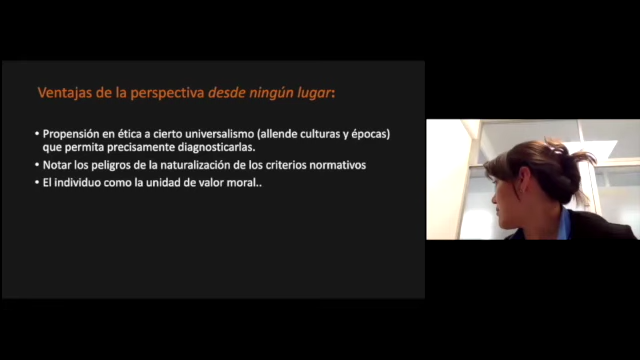 Ventajas de la perspectiva desde ningún lugar:
• Propensión en ética a cierto universalismo (allende culturas y épocas)
que permita precisamente diagnosticarlas.
• Notar los peligros de la naturalización de los criterios normativos
• El individuo como la unidad de valor moral..